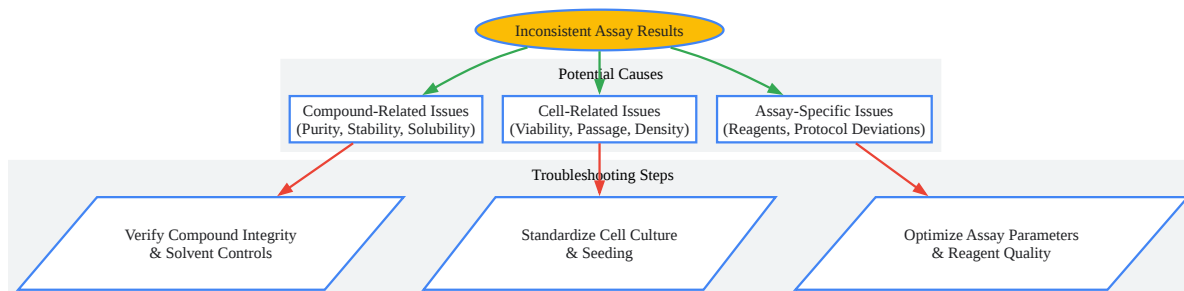 Inconsistent Assay Results
Potential Causes
Compound-Related Issues
(Purity, Stability, Solubility)
Cell-Related Issues
(Viability, Passage, Density)
Assay-Specific Issues
(Reagents, Protocol Deviations)
Troubleshooting Steps
Verify Compound Integrity
& Solvent Controls
Standardize Cell Culture
& Seeding
Optimize Assay Parameters
& Reagent Quality